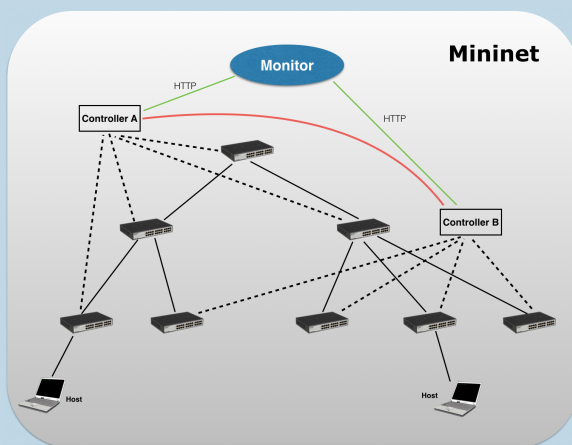 Mininet
Monitor
HTTP
HTTP
Controller A
Controller B
Host
Host